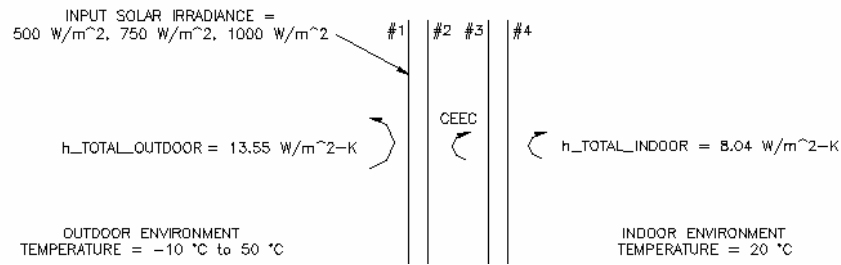 INPUT SOLAR IRRADIANCE =
500 W/m^2, 750 W/m^2, 1000 W/m^2
#1 #2 #3 #4
CEEC
h_TOTAL_OUTDOOR = 13.55 W/m^2-K
h_TOTAL_INDOOR = 8.04 W/m^2-K
OUTDOOR ENVIRONMENT
TEMPERATURE = -10 °C to 50 °C
INDOOR ENVIRONMENT
TEMPERATURE = 20 °C